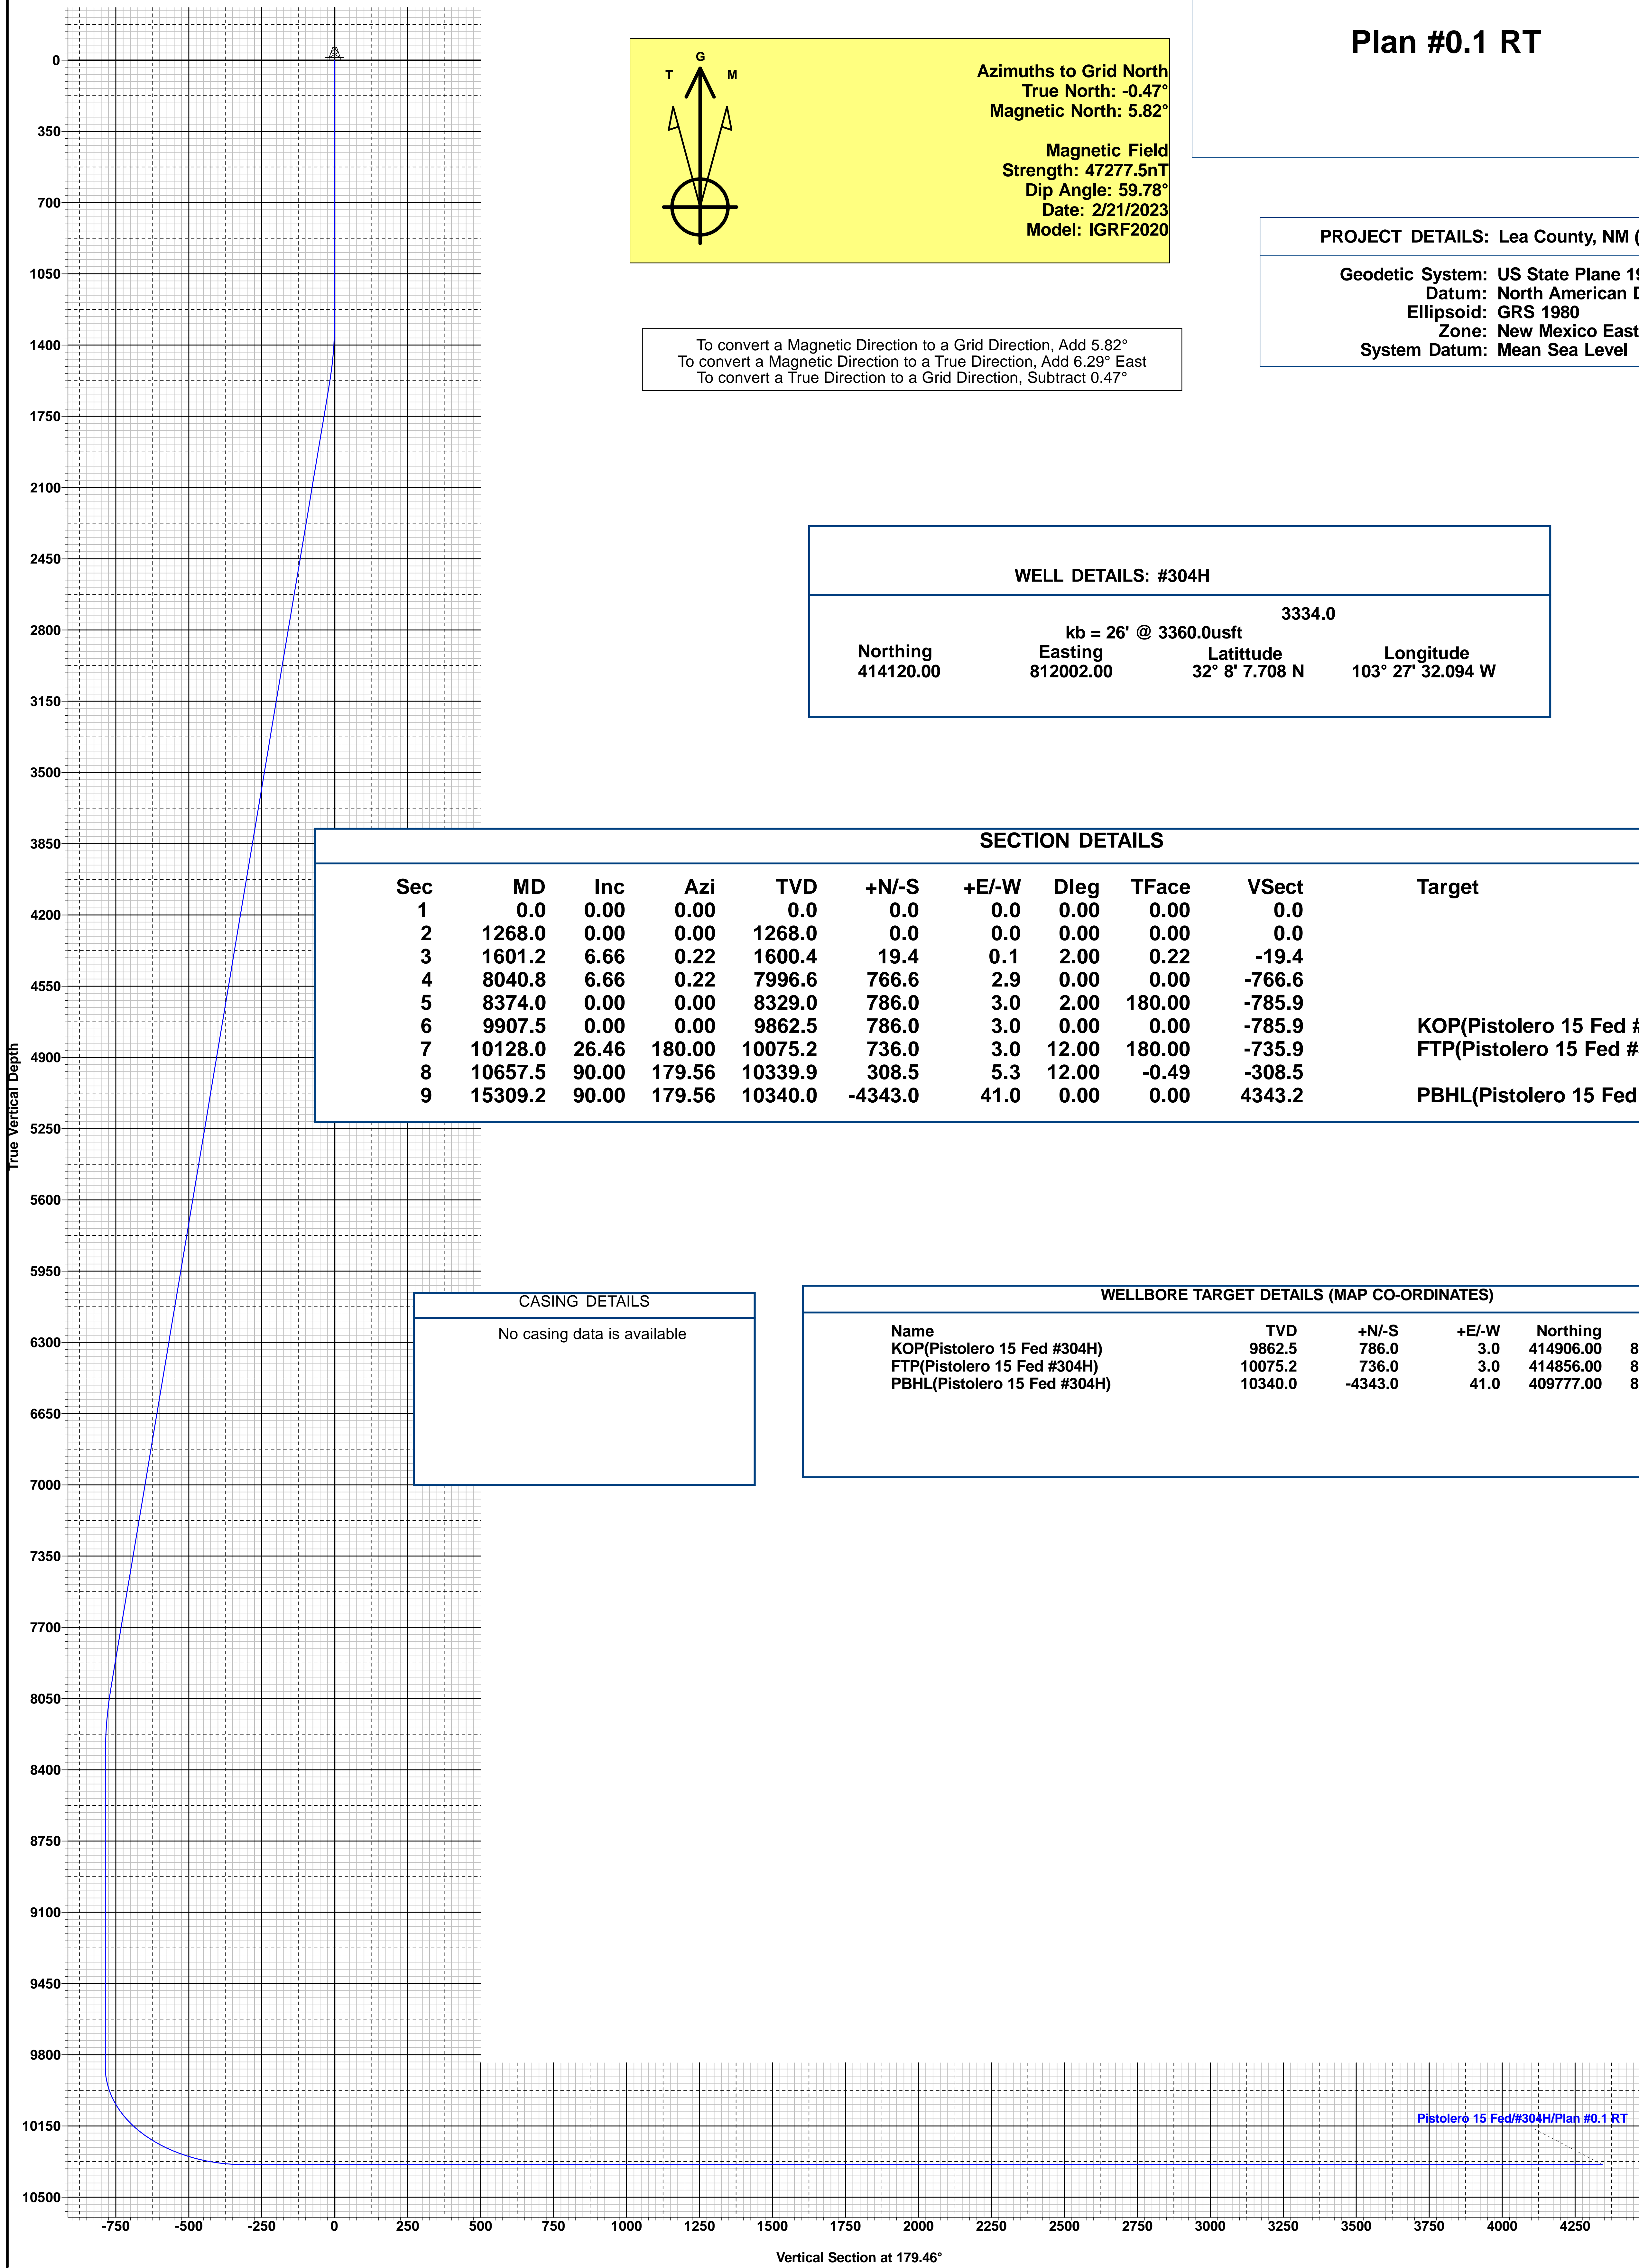 Plan #0.1 RT
G
T M
Azimuths to Grid North
True North: -0.47°
Magnetic North: 5.82°
Magnetic Field
Strength: 47277.5nT
Dip Angle: 59.78°
Date: 2/21/2023
Model: IGRF2020
To convert a Magnetic Direction to a Grid Direction, Add 5.82°
To convert a Magnetic Direction to a True Direction, Add 6.29° East
To convert a True Direction to a Grid Direction, Subtract 0.47°
PROJECT DETAILS: Lea County, NM (
Geodetic System: US State Plane 19
Datum: North American D
Ellipsoid: GRS 1980
Zone: New Mexico East
System Datum: Mean Sea Level
WELL DETAILS: #304H
3334.0
kb = 26' @ 3360.0usft
Northing Easting Latittude Longitude
414120.00 812002.00 32° 8' 7.708 N 103° 27' 32.094 W
SECTION DETAILS
Sec MD Inc Azi TVD +N/-S +E/-W Dleg TFace VSect Target
1 0.0 0.00 0.00 0.0 0.0 0.0 0.00 0.00 0.0
2 1268.0 0.00 0.00 1268.0 0.0 0.0 0.00 0.00 0.0
3 1601.2 6.66 0.22 1600.4 19.4 0.1 2.00 0.22 -19.4
4 8040.8 6.66 0.22 7996.6 766.6 2.9 0.00 0.00 -766.6
5 8374.0 0.00 0.00 8329.0 786.0 3.0 2.00 180.00 -785.9
6 9907.5 0.00 0.00 9862.5 786.0 3.0 0.00 0.00 -785.9 KOP(Pistolero 15 Fed #
7 10128.0 26.46 180.00 10075.2 736.0 3.0 12.00 180.00 -735.9 FTP(Pistolero 15 Fed #
8 10657.5 90.00 179.56 10339.9 308.5 5.3 12.00 -0.49 -308.5
9 15309.2 90.00 179.56 10340.0 -4343.0 41.0 0.00 0.00 4343.2 PBHL(Pistolero 15 Fed
CASING DETAILS
No casing data is available
WELLBORE TARGET DETAILS (MAP CO-ORDINATES)
Name TVD +N/-S +E/-W Northing
KOP(Pistolero 15 Fed #304H) 9862.5 786.0 3.0 414906.00 8
FTP(Pistolero 15 Fed #304H) 10075.2 736.0 3.0 414856.00 8
PBHL(Pistolero 15 Fed #304H) 10340.0 -4343.0 41.0 409777.00 8
True Vertical Depth
0
350
700
1050
1400
1750
2100
2450
2800
3150
3500
3850
4200
4550
4900
5250
5600
5950
6300
6650
7000
7350
7700
8050
8400
8750
9100
9450
9800
10150
10500
Pistolero 15 Fed/#304H/Plan #0.1 RT
-750 -500 -250 0 250 500 750 1000 1250 1500 1750 2000 2250 2500 2750 3000 3250 3500 3750 4000 4250
Vertical Section at 179.46°